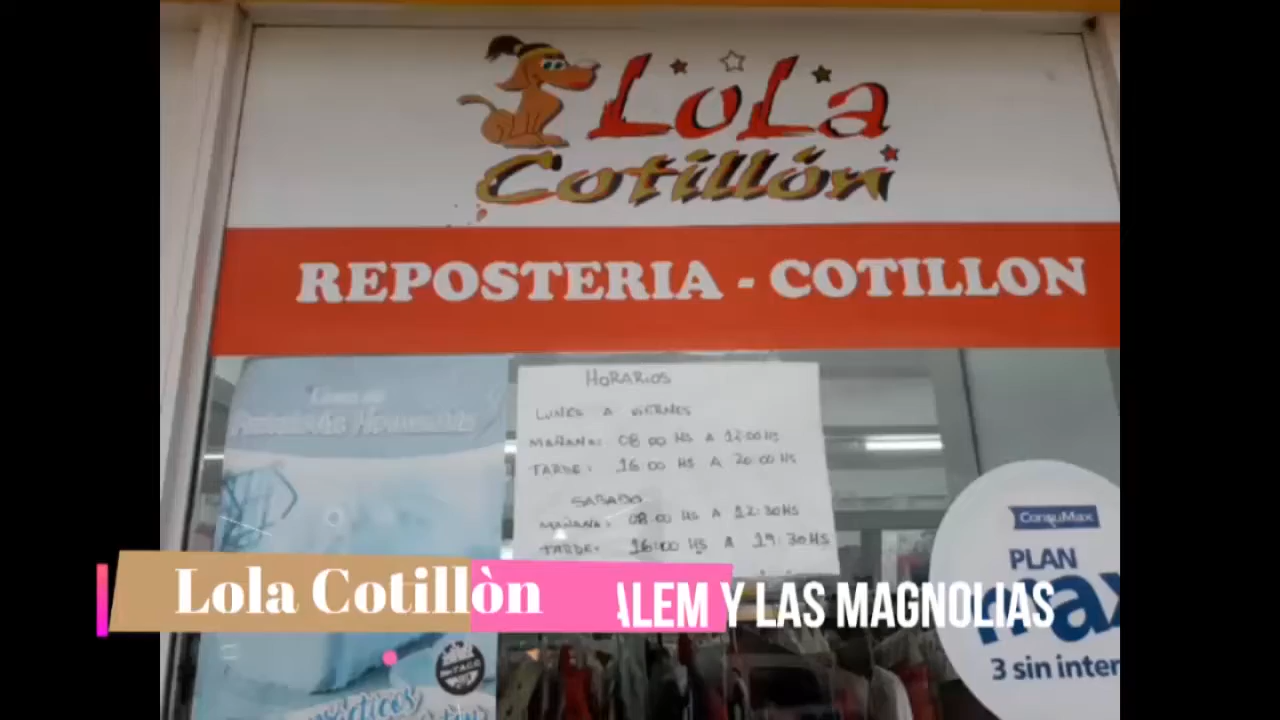 LoLa
Cotillón
REPOSTERIA - COTILLON
HORARIOS
LUNES A VIERNES
MAÑANA: 08 00 HS A 12:00 HS
TARDE: 16 00 HS A 20:00 HS
SABADO
MAÑANA: 08:00 HS A 12:30 HS
TARDE: 16:00 HS A 19:30 HS
ConsuMax
PLAN
max
3 sin inter
Lola Cotillòn
ALEM Y LAS MAGNOLIAS